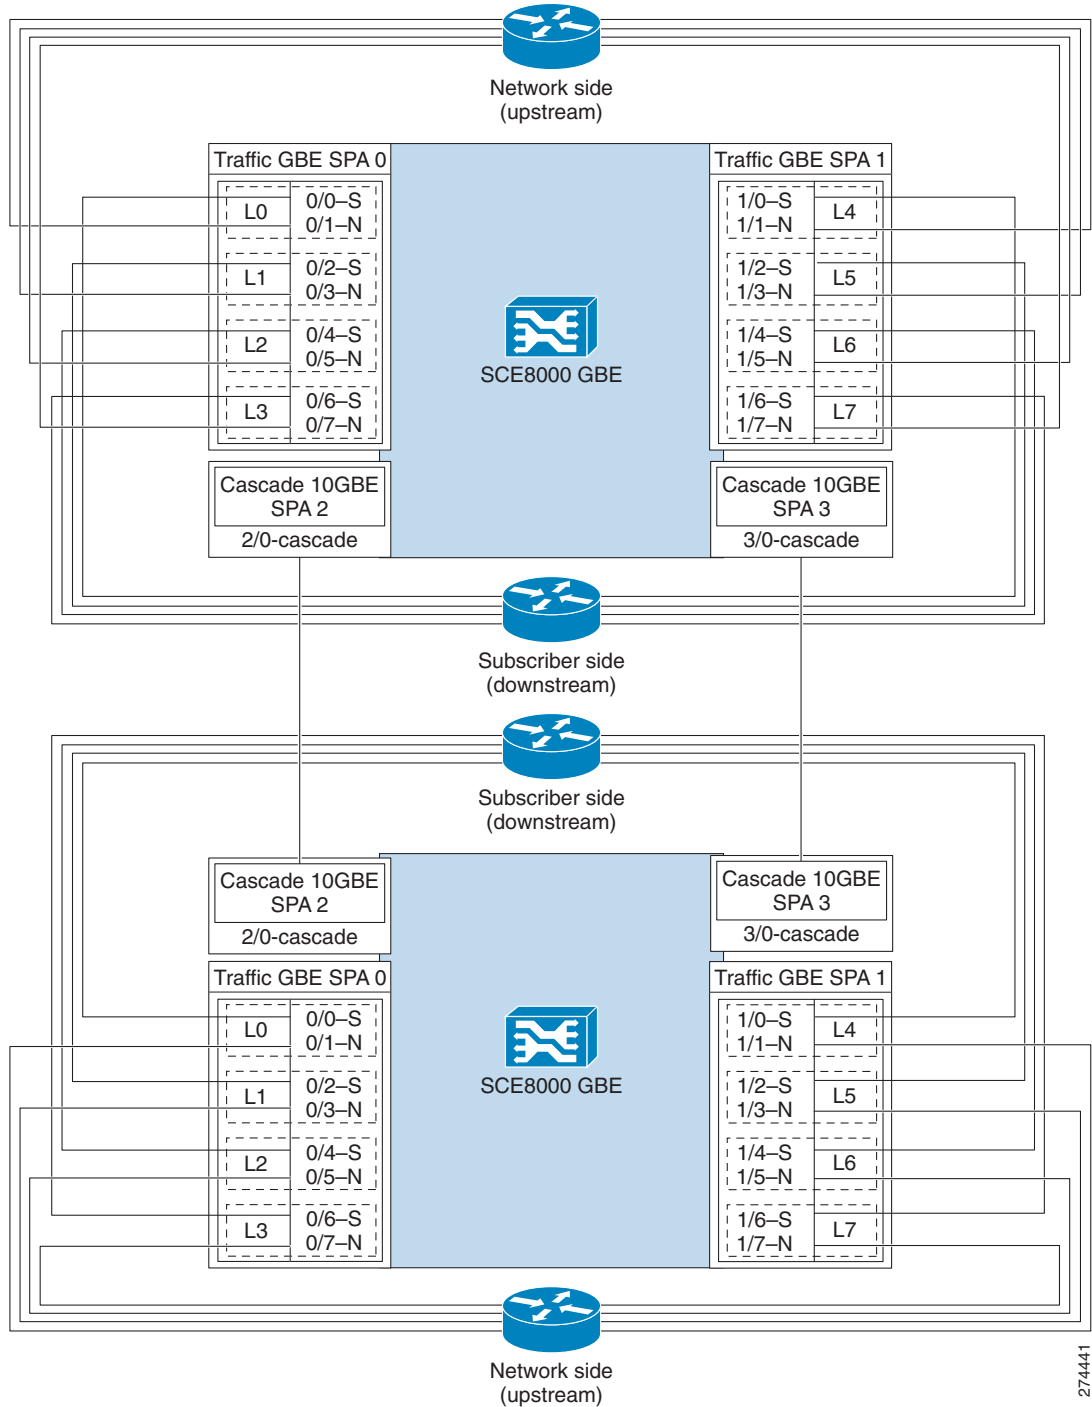 Network side
(upstream)
Traffic GBE SPA 0
L0
0/0–S
0/1–N
L1
0/2–S
0/3–N
L2
0/4–S
0/5–N
L3
0/6–S
0/7–N
Cascade 10GBE
SPA 2
2/0-cascade
SCE8000 GBE
Traffic GBE SPA 1
1/0–S
1/1–N
L4
1/2–S
1/3–N
L5
1/4–S
1/5–N
L6
1/6–S
1/7–N
L7
Cascade 10GBE
SPA 3
3/0-cascade
Subscriber side
(downstream)
Subscriber side
(downstream)
Cascade 10GBE
SPA 2
2/0-cascade
Traffic GBE SPA 0
L0
0/0–S
0/1–N
L1
0/2–S
0/3–N
L2
0/4–S
0/5–N
L3
0/6–S
0/7–N
SCE8000 GBE
Cascade 10GBE
SPA 3
3/0-cascade
Traffic GBE SPA 1
1/0–S
1/1–N
L4
1/2–S
1/3–N
L5
1/4–S
1/5–N
L6
1/6–S
1/7–N
L7
Network side
(upstream)
274441